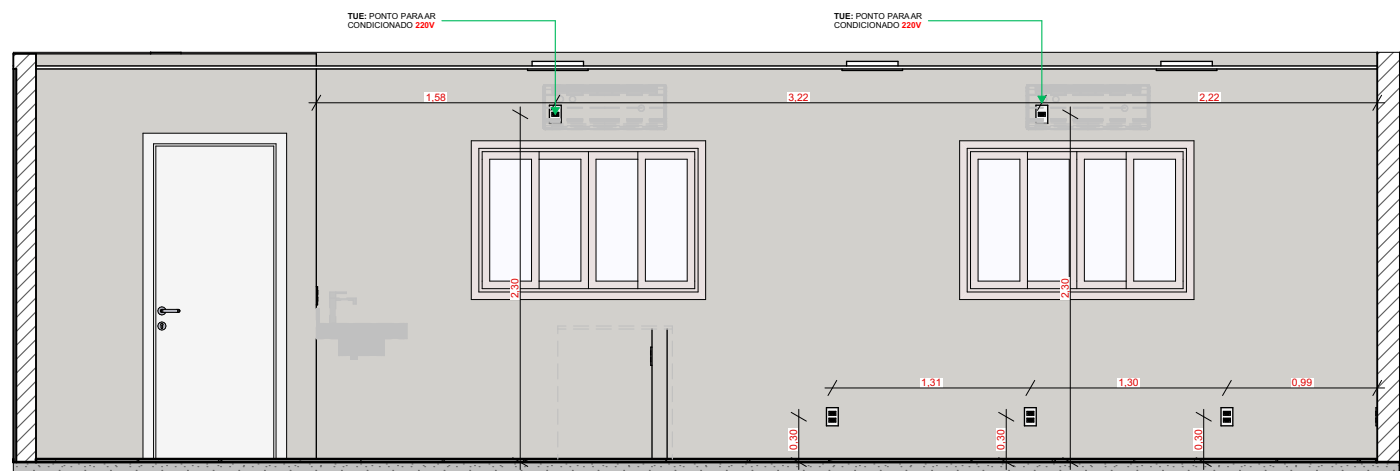 TUE: PONTO PARA AR
CONDICIONADO 220V
TUE: PONTO PARA AR
CONDICIONADO 220V
1,58
3,22
2,22
2,30
2,30
1,31
1,30
0,99
0,30
0,30
0,30